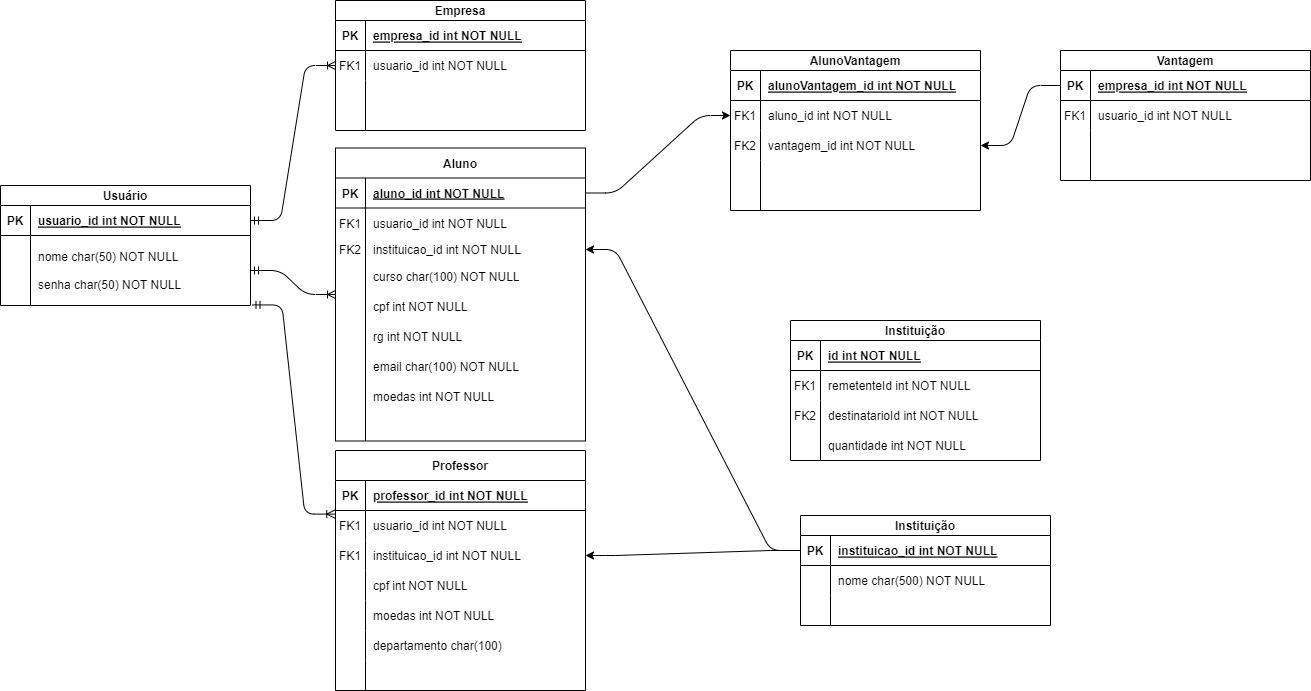 Empresa
PK empresa_id int NOT NULL
FK1 usuario_id int NOT NULL
AlunoVantagem
PK alunoVantagem_id int NOT NULL
FK1 aluno_id int NOT NULL
FK2 vantagem_id int NOT NULL
Vantagem
PK empresa_id int NOT NULL
FK1 usuario_id int NOT NULL
Usuário
PK usuario_id int NOT NULL
nome char(50) NOT NULL
senha char(50) NOT NULL
Aluno
PK aluno_id int NOT NULL
FK1 usuario_id int NOT NULL
FK2 instituicao_id int NOT NULL
curso char(100) NOT NULL
cpf int NOT NULL
rg int NOT NULL
email char(100) NOT NULL
moedas int NOT NULL
Instituição
PK id int NOT NULL
FK1 remetenteId int NOT NULL
FK2 destinatarioId int NOT NULL
quantidade int NOT NULL
Professor
PK professor_id int NOT NULL
FK1 usuario_id int NOT NULL
FK1 instituicao_id int NOT NULL
cpf int NOT NULL
moedas int NOT NULL
departamento char(100)
Instituição
PK instituicao_id int NOT NULL
nome char(500) NOT NULL